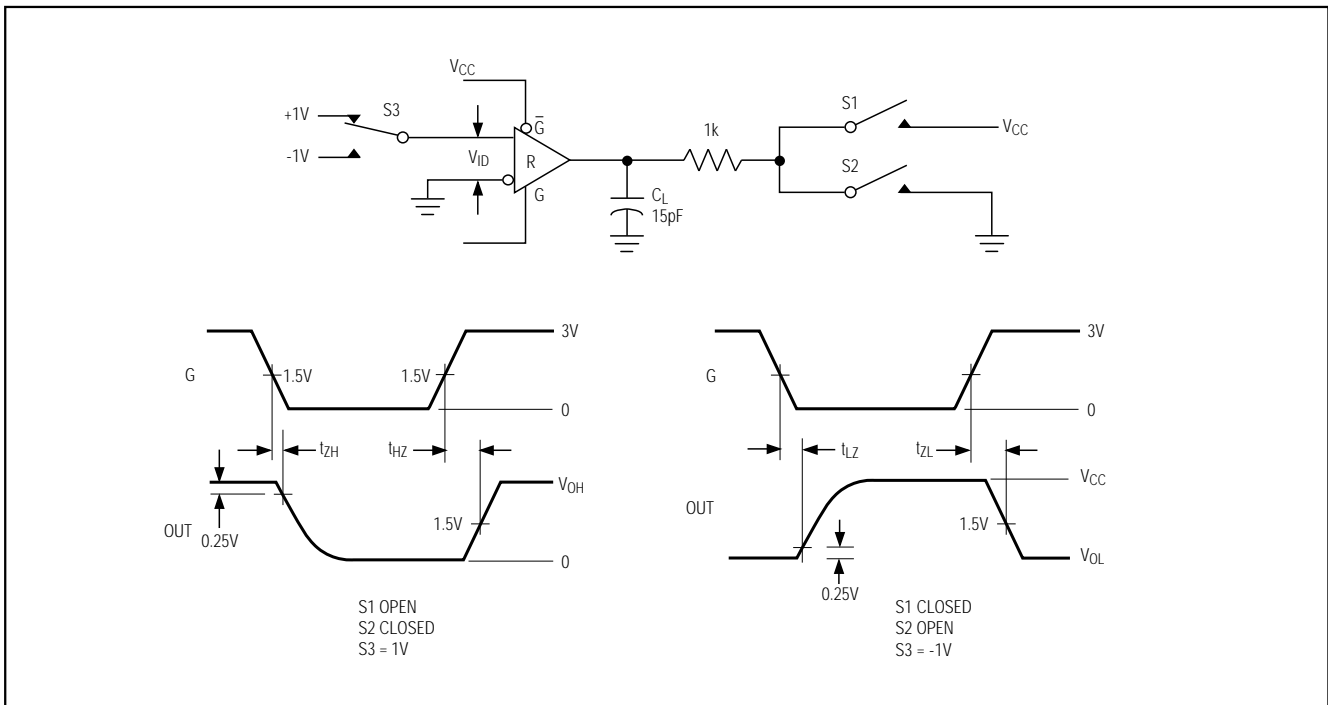 VCC
+1V
S3
-1V
VID
G̅
R
G
CL
15pF
1k
S1
VCC
S2
G
1.5V
1.5V
3V
0
tZH
tHZ
VOH
OUT
0.25V
1.5V
0
S1 OPEN
S2 CLOSED
S3 = 1V
G
3V
0
tLZ
tZL
VCC
OUT
1.5V
VOL
0.25V
S1 CLOSED
S2 OPEN
S3 = -1V